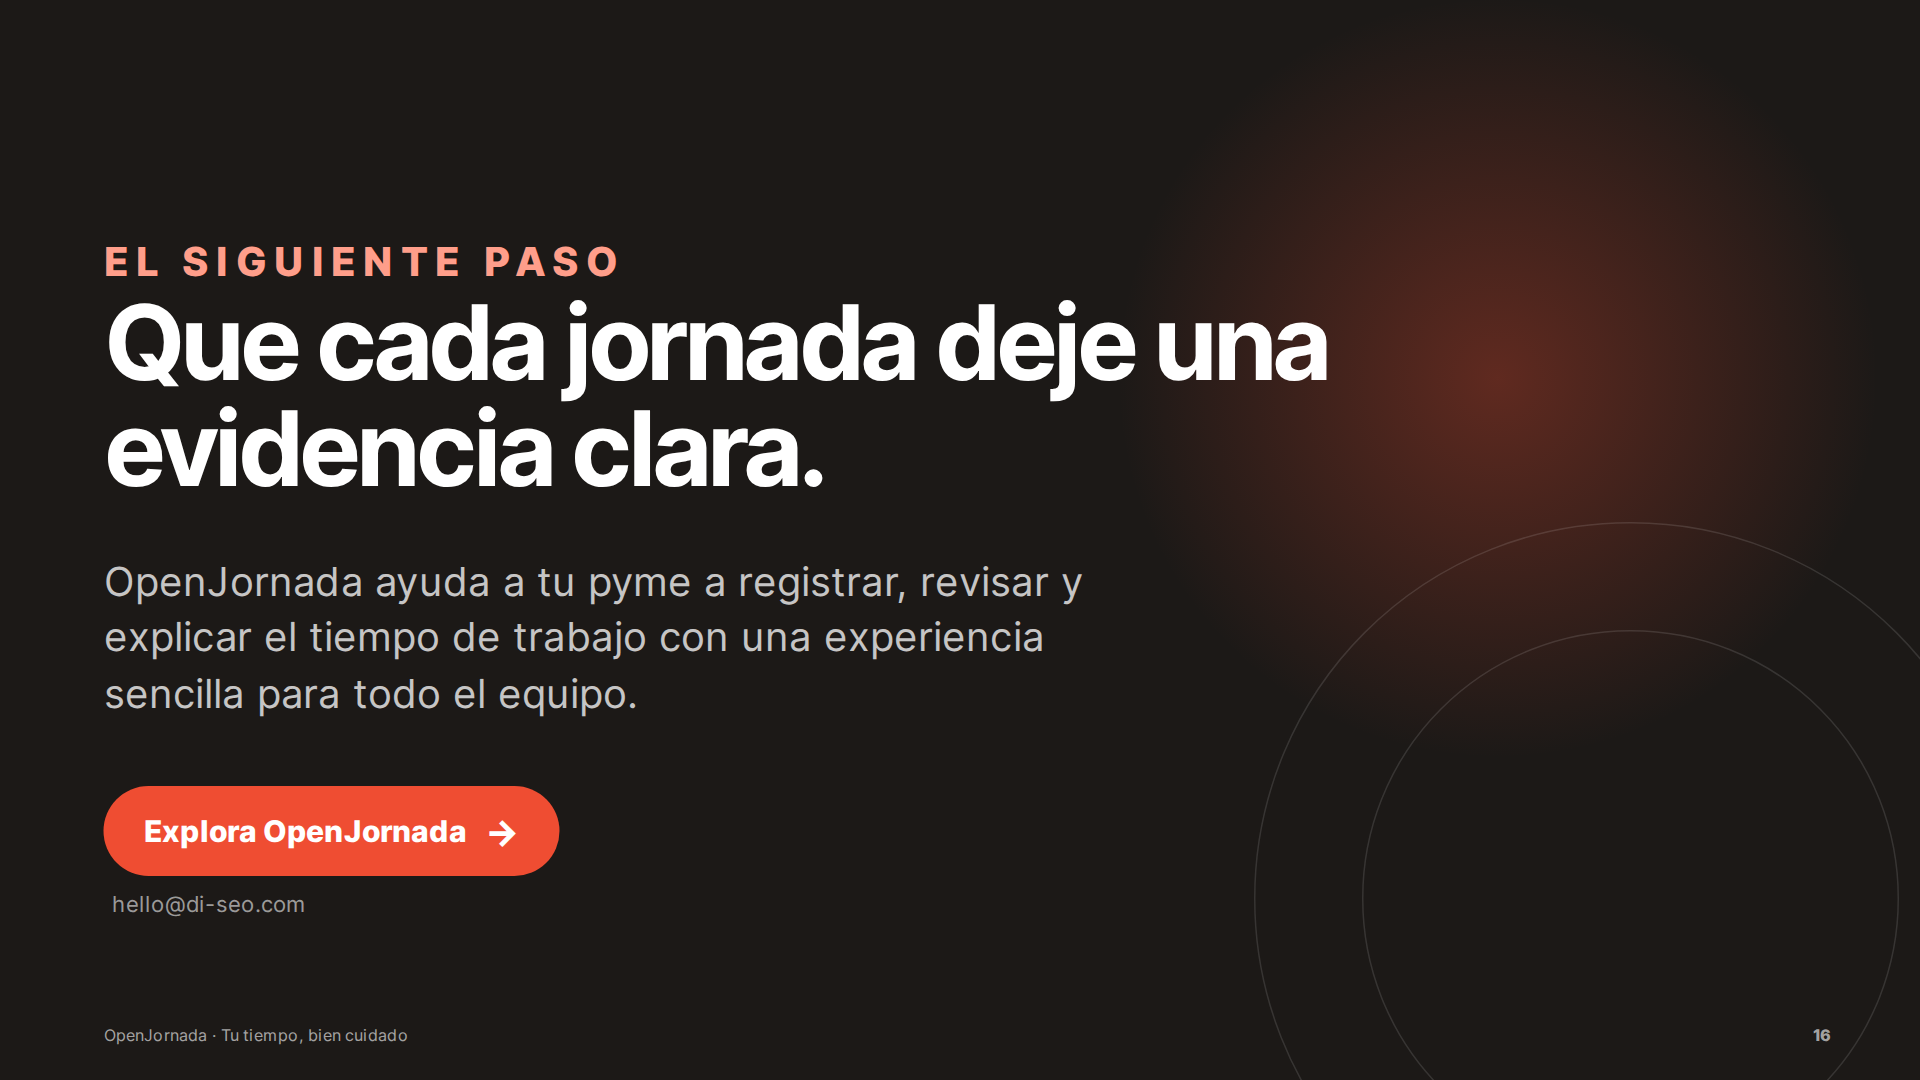 EL SIGUIENTE PASO
Que cada jornada deje una
evidencia clara.
OpenJornada ayuda a tu pyme a registrar, revisar y
explicar el tiempo de trabajo con una experiencia
sencilla para todo el equipo.
Explora OpenJornada →
hello@di-seo.com
OpenJornada · Tu tiempo, bien cuidado
16